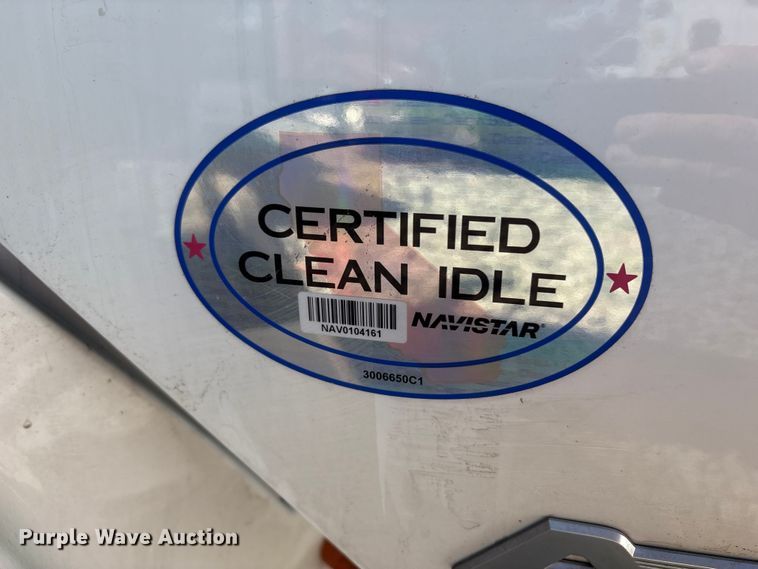 CERTIFIED
CLEAN IDLE
NAV0104161
NAVISTAR®
3006650C1
Purple Wave Auction